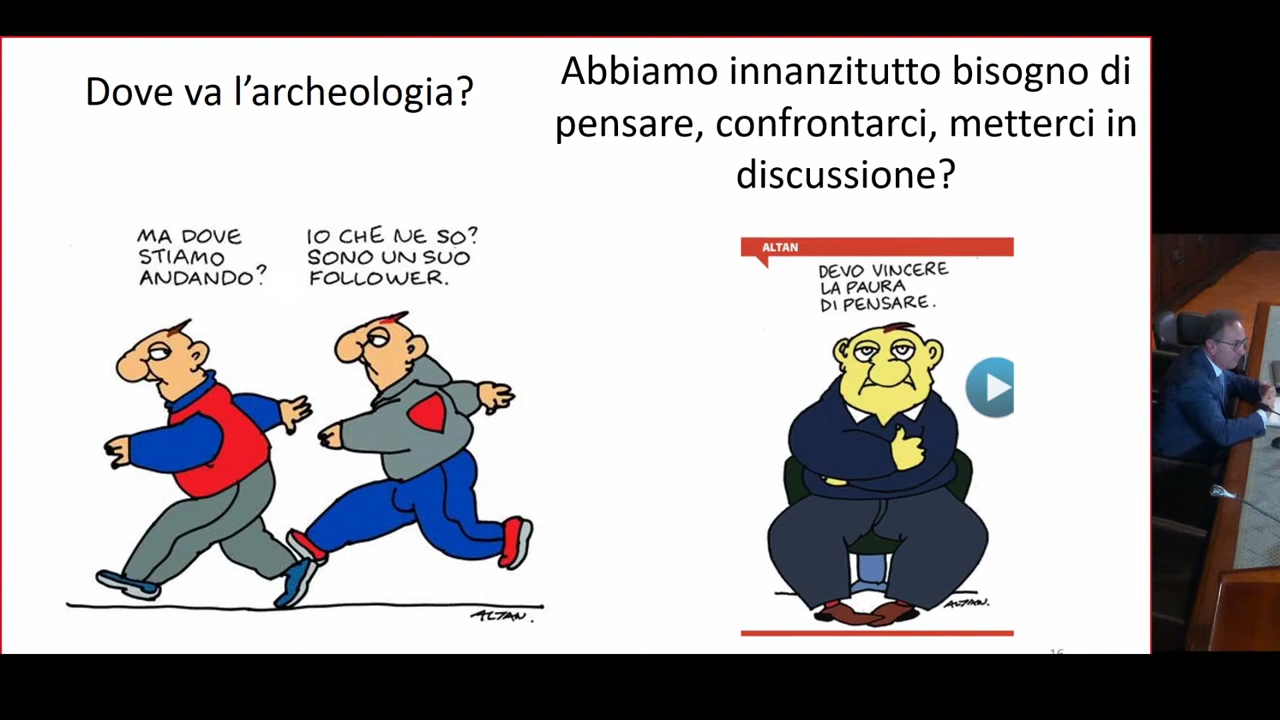 Dove va l'archeologia?
Abbiamo innanzitutto bisogno di
pensare, confrontarci, metterci in
discussione?
MA DOVE
STIAMO
ANDANDO?
IO CHE NE SO?
SONO UN SUO
FOLLOWER.
ALTAN.
ALTAN
DEVO VINCERE
LA PAURA
DI PENSARE.
ALTAN.
16